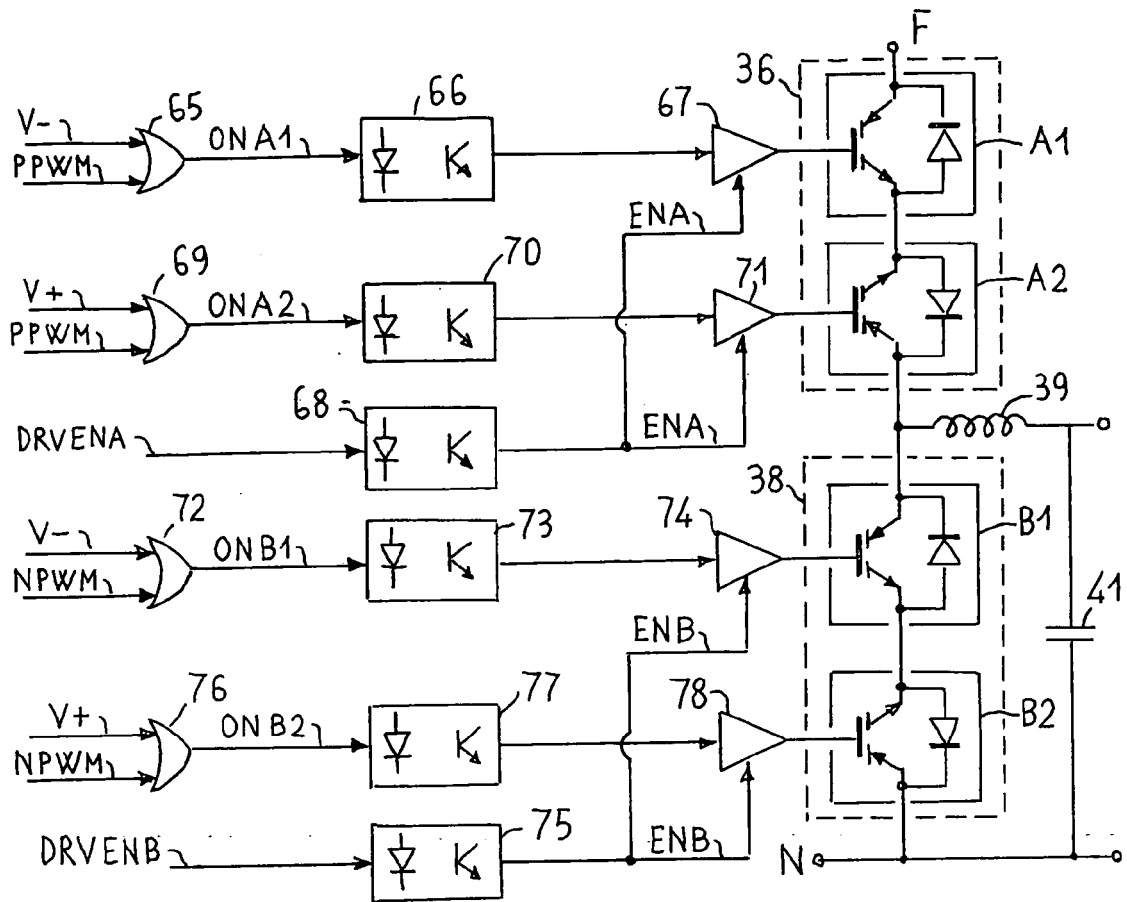 F
36
65
66
67
V-
ONA1
A1
PPWM
ENA
69
70
71
A2
V+
ONA2
PPWM
39
68
ENA
DRVENA
38
72
73
74
B1
V-
ONB1
NPWM
41
ENB
76
77
78
B2
V+
ONB2
NPWM
75
ENB
DRVENB
N